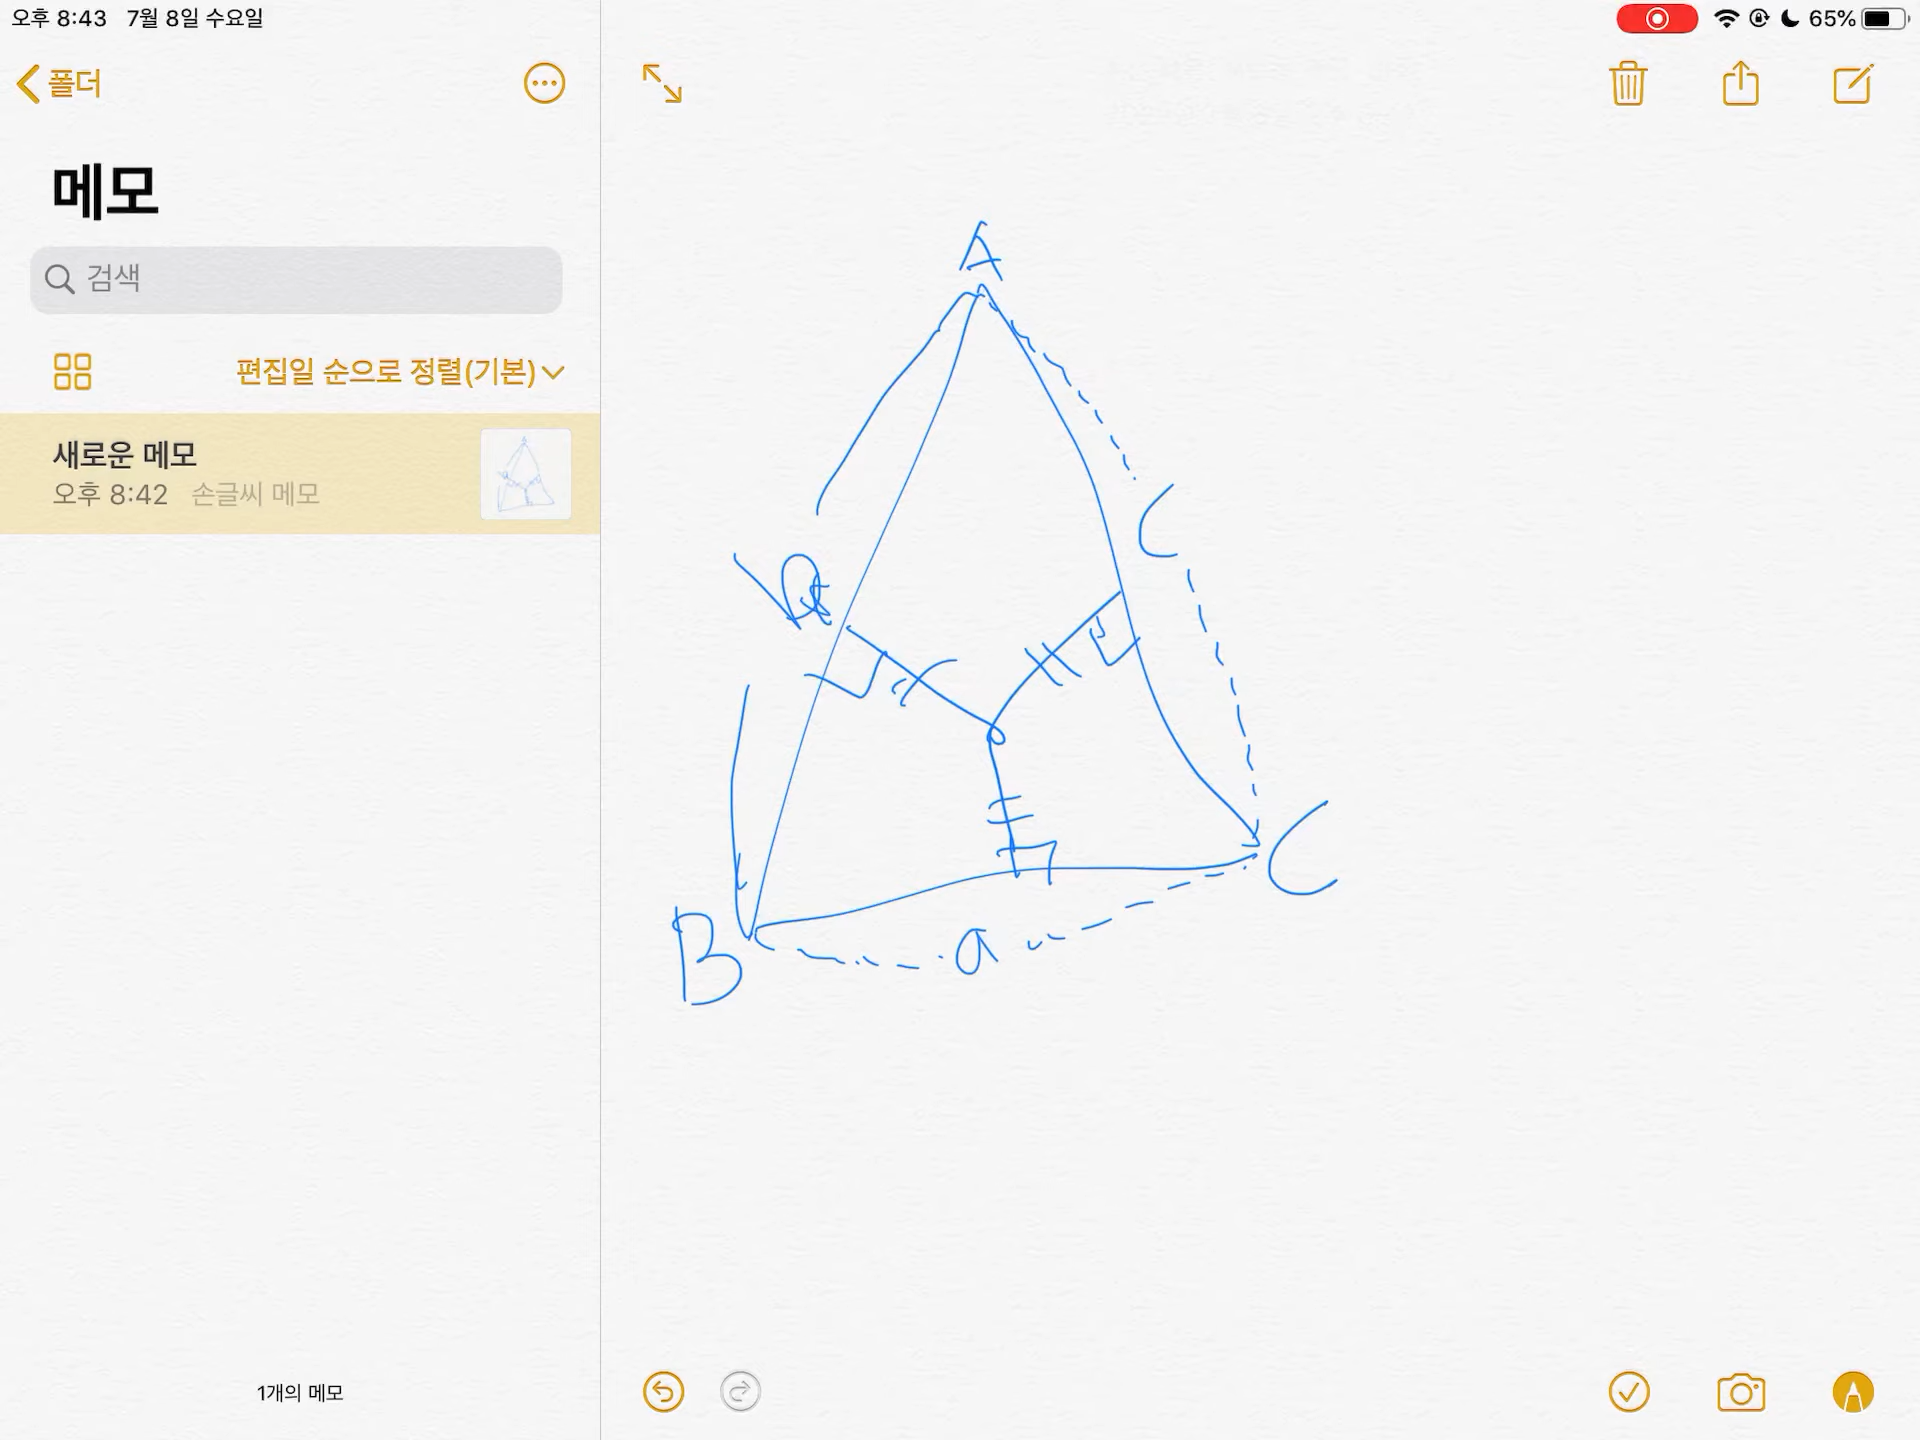 오후 8:43 7월 8일 수요일
65%
폴더
메모
검색
편집일 순으로 정렬(기본)
새로운 메모
오후 8:42 손글씨 메모
1개의 메모
A
C
C
B
a